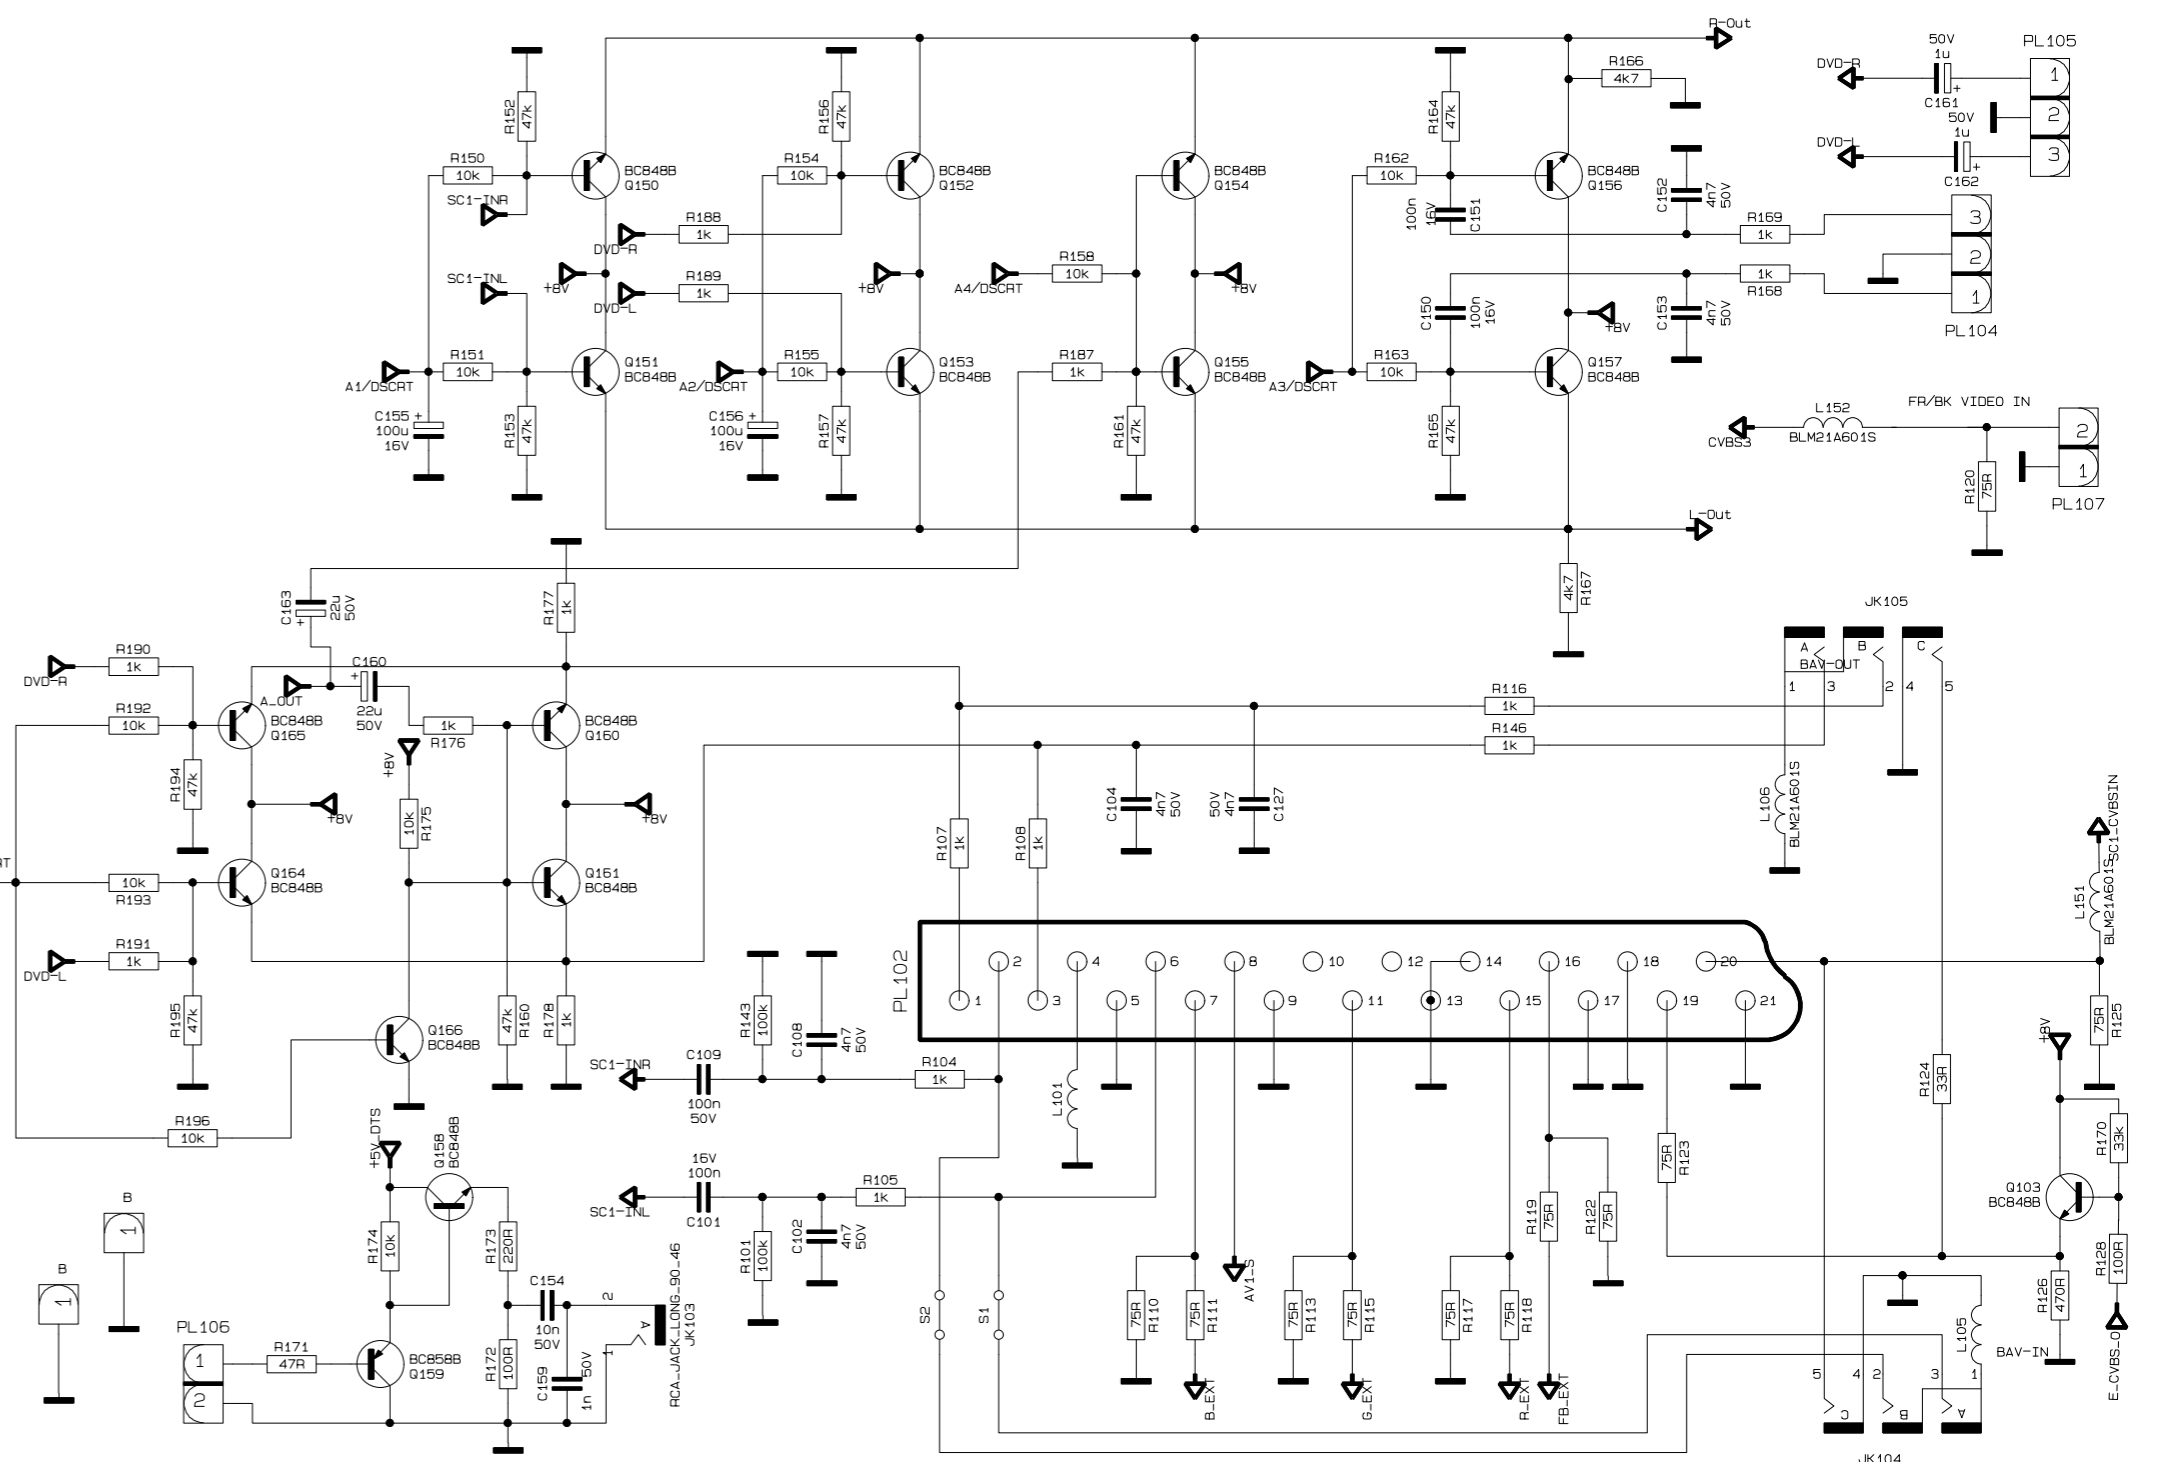 R-Out
50V
1u
PL105
DVD-R
R166
4k7
1
C161
R152
47k
R156
47k
R164
47k
50V
1u
2
DVD-L
3
C162
R150
10k
BC848B
Q150
R154
10k
BC848B
Q152
BC848B
Q154
R162
10k
BC848B
Q156
C152
4n7
50V
SC1-INR
R188
1k
DVD-R
100n
16V
C151
R169
1k
3
2
1
PL104
SC1-INL
+8V
R189
1k
DVD-L
+8V
A4/DSCRT
R158
10k
+8V
1k
R168
C150
100n
16V
C153
4n7
50V
+8V
R151
10k
Q151
BC848B
A1/DSCRT
R155
10k
Q153
BC848B
A2/DSCRT
R187
1k
Q155
BC848B
A3/DSCRT
R163
10k
Q157
BC848B
C155 +
100u
16V
R153
47k
C156 +
100u
16V
R157
47k
R161
47k
R165
47k
L152
BLM21A601S
CVBS3
FR/BK VIDEO IN
2
1
PL107
R120
75R
L-Out
4k7
R167
C163
22u
50V
+
R177
1k
JK105
A
B
C
BAV-OUT
1
3
2
4
5
R190
1k
DVD-R
C160
+
22u
50V
A_OUT
R192
10k
BC848B
Q165
1k
R176
BC848B
Q160
R116
1k
R146
1k
R194
47k
+8V
+8V
10k
R175
+8V
C104
4n7
50V
50V
4n7
C127
L106
BLM21A601S
R107
1k
R108
1k
SC1_CVBSIN
L151
BLM21A601S
RT
10k
R193
Q164
BC848B
Q161
BC848B
R191
1k
DVD-L
R195
47k
47k
R160
R178
1k
Q166
BC848B
PL102
2
4
6
8
10
12
14
16
18
20
1
3
5
7
9
11
13
15
17
19
21
R143
100k
C108
4n7
50V
SC1-INR
C109
100n
50V
R104
1k
L101
75R
R125
+8V
R124
33R
R196
10k
+5V_DTS
Q158
BC848B
16V
100n
SC1-INL
C101
R105
1k
R101
100k
C102
4n7
50V
75R
R123
R170
33k
Q103
BC848B
R119
75R
R122
75R
R128
100R
R126
470R
B
1
B
1
R174
10k
R173
220R
C154
10n
50V
2
1
A
RCA_JACK_LONG_90_46
JK103
S2
S1
75R
R110
75R
R111
AV1_S
75R
R113
75R
R115
75R
R117
75R
R118
L105
BAV-IN
E_CVBS_O
PL106
1
2
R171
47R
BC858B
Q159
R172
100R
C159
50V
1n
B_EXT
G_EXT
R_EXT
FB_EXT
5
4
2
3
1
C
B
A
JK104